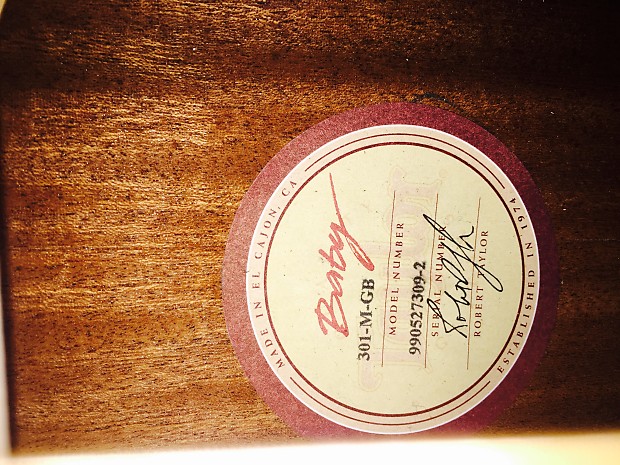 Baby
301-M-GB
MODEL NUMBER
990527309-2
SERIAL NUMBER
ROBERT TAYLOR
MADE IN EL CAJON, CA
ESTABLISHED IN 1974